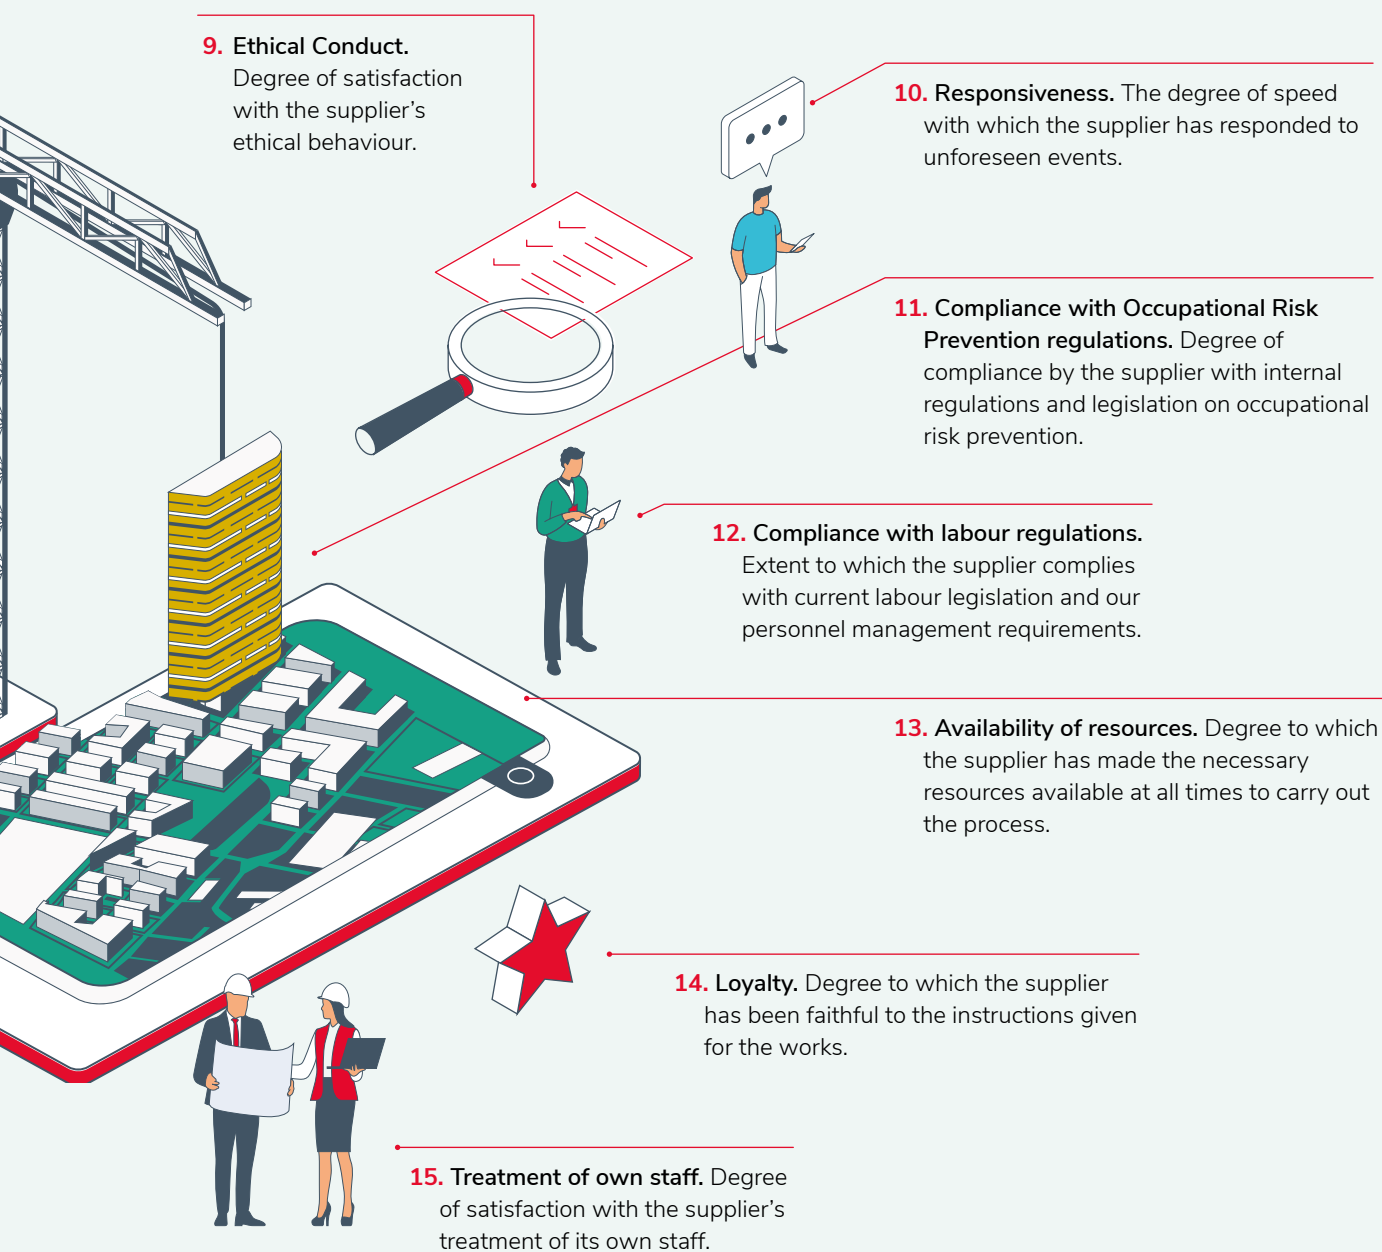 9. Ethical Conduct.
Degree of satisfaction
with the supplier’s
ethical behaviour.
10. Responsiveness. The degree of speed
with which the supplier has responded to
unforeseen events.
11. Compliance with Occupational Risk
Prevention regulations. Degree of
compliance by the supplier with internal
regulations and legislation on occupational
risk prevention.
12. Compliance with labour regulations.
Extent to which the supplier complies
with current labour legislation and our
personnel management requirements.
13. Availability of resources. Degree to which
the supplier has made the necessary
resources available at all times to carry out
the process.
14. Loyalty. Degree to which the supplier
has been faithful to the instructions given
for the works.
15. Treatment of own staff. Degree
of satisfaction with the supplier’s
treatment of its own staff.